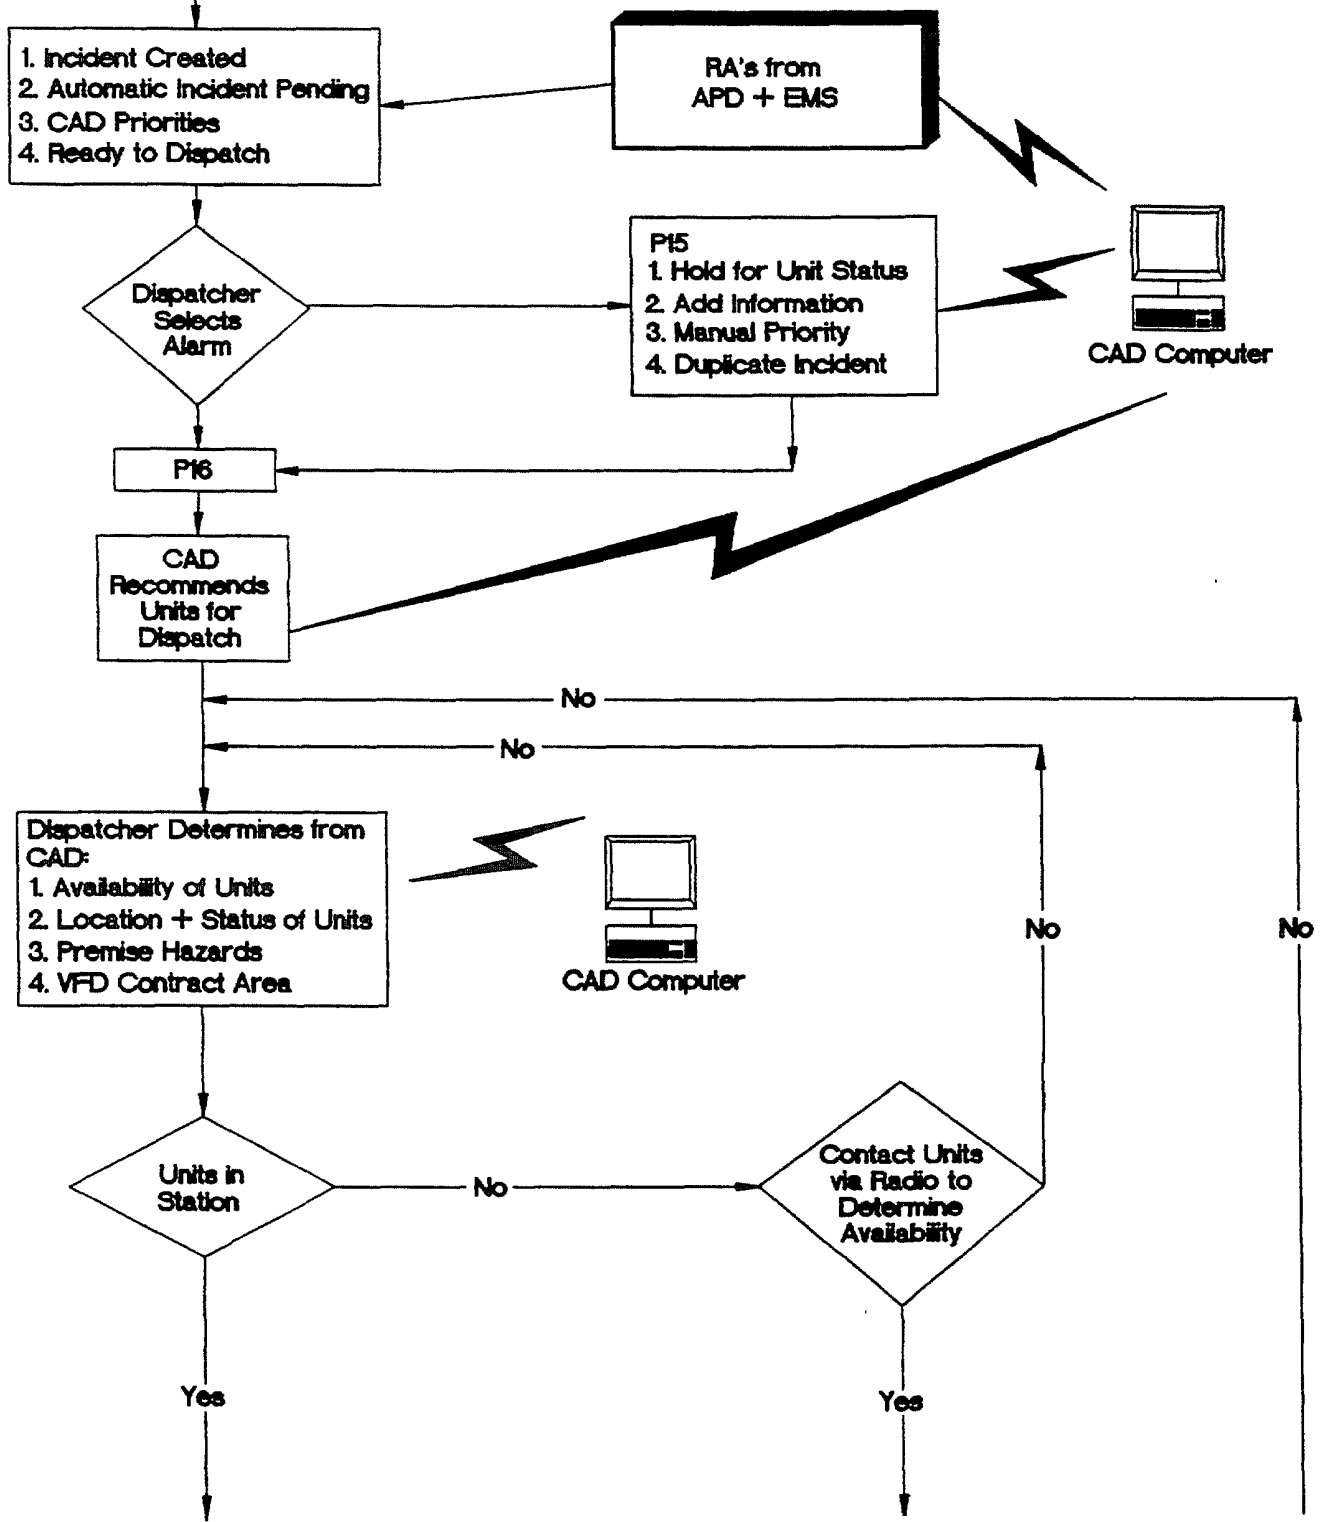 1. Incident Created
2. Automatic Incident Pending
3. CAD Priorities
4. Ready to Dispatch
RA's from
APD + EMS
Dispatcher
Selects
Alarm
P15
1. Hold for Unit Status
2. Add Information
3. Manual Priority
4. Duplicate Incident
CAD Computer
P16
CAD
Recommends
Units for
Dispatch
No
No
Dispatcher Determines from
CAD:
1. Availability of Units
2. Location + Status of Units
3. Premise Hazards
4. VFD Contract Area
CAD Computer
No
No
Units in
Station
No
Contact Units
via Radio to
Determine
Availability
Yes
Yes